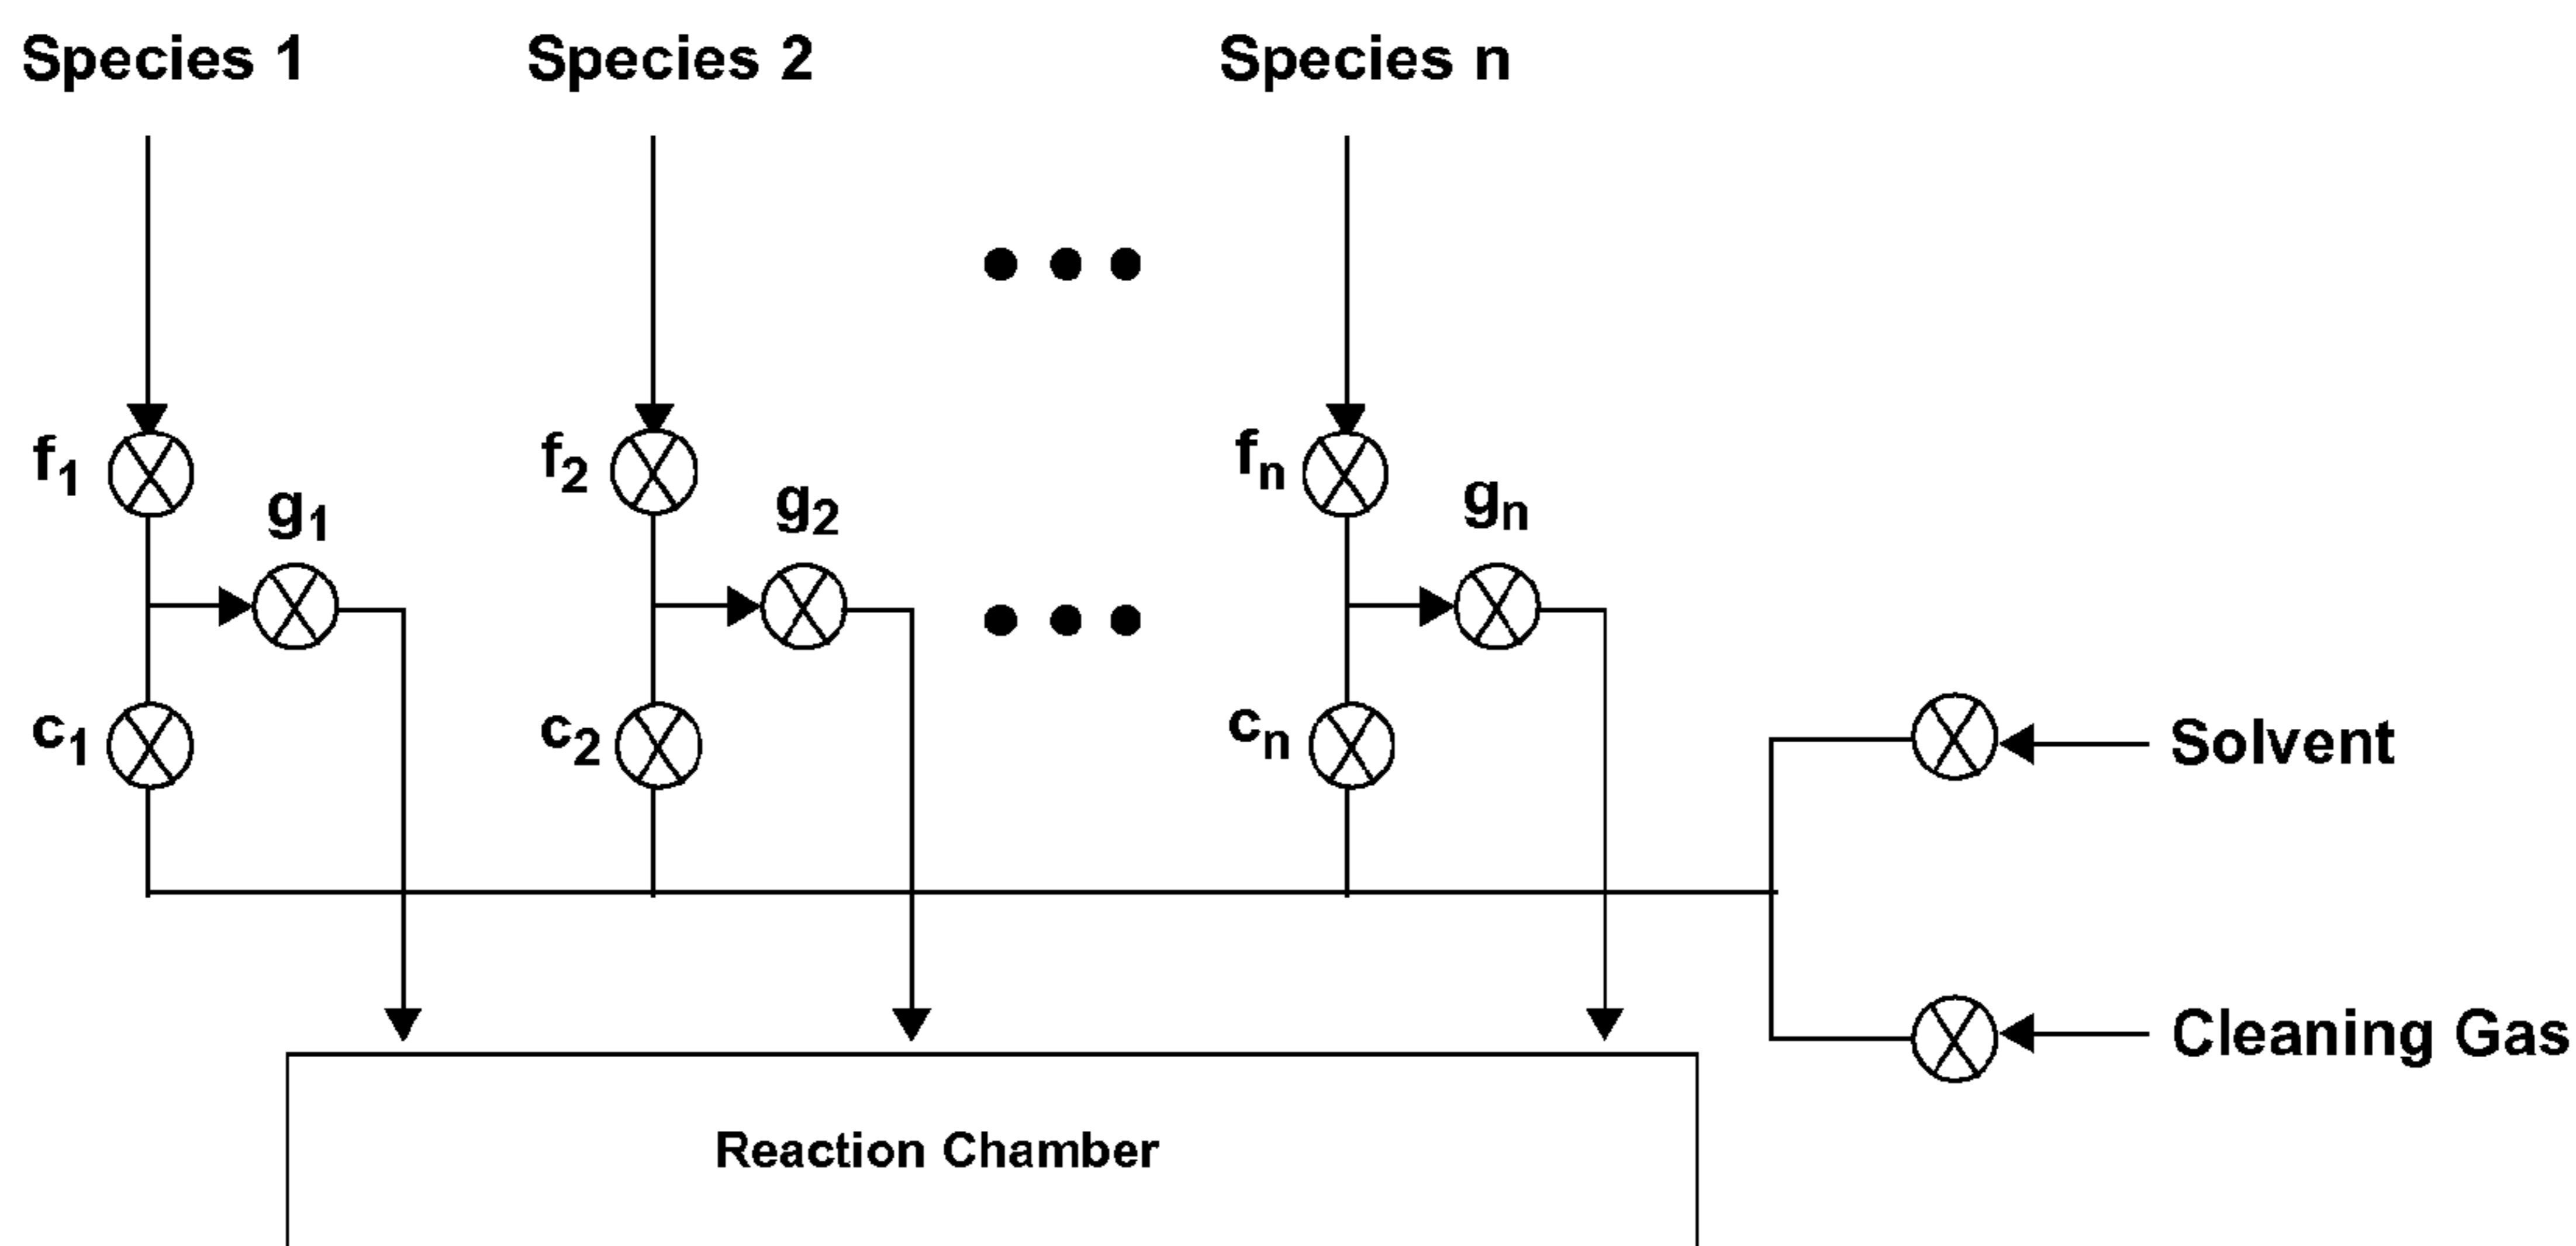 Species 1
Species 2
Species n
f1
f2
fn
g1
g2
gn
c1
c2
cn
Solvent
Cleaning Gas
Reaction Chamber